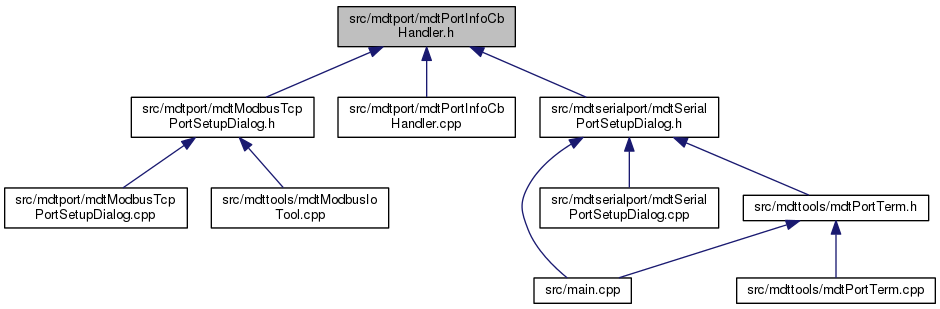 src/mdtport/mdtPortInfoCb
Handler.h
src/mdtport/mdtModbusTcp
PortSetupDialog.h
src/mdtport/mdtPortInfoCb
Handler.cpp
src/mdtserialport/mdtSerial
PortSetupDialog.h
src/mdtport/mdtModbusTcp
PortSetupDialog.cpp
src/mdttools/mdtModbusIo
Tool.cpp
src/mdtserialport/mdtSerial
PortSetupDialog.cpp
src/mdttools/mdtPortTerm.h
src/main.cpp
src/mdttools/mdtPortTerm.cpp